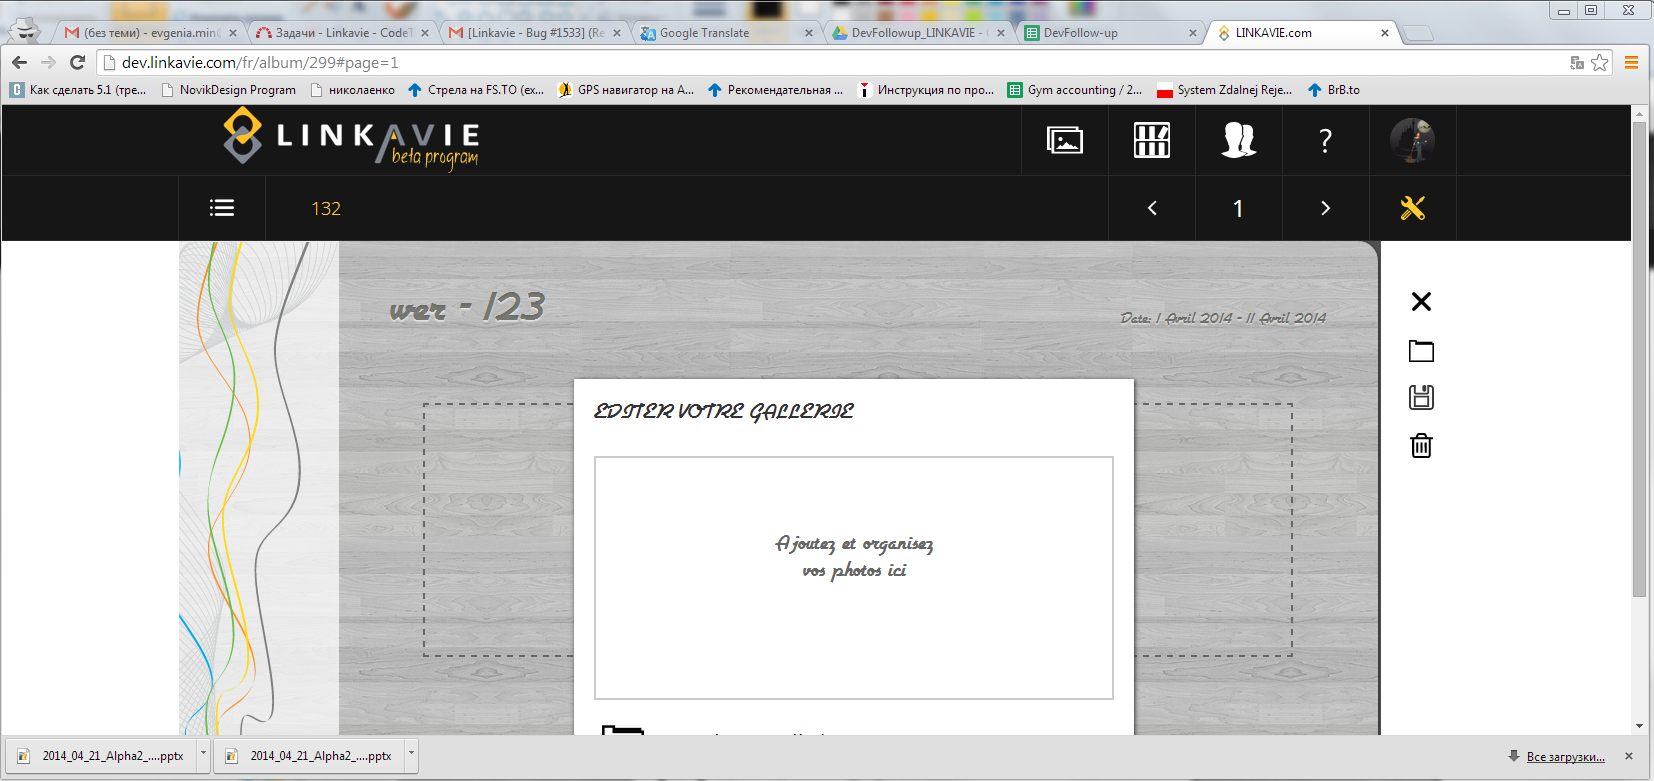 (без теми) - evgenia.min@
Задачи - Linkavie - CodeT
[Linkavie - Bug #1533] (Re
Google Translate
DevFollowup_LINKAVIE - 
DevFollow-up
LINKAVIE.com
dev.linkavie.com/fr/album/299#page=1
Как сделать 5.1 (тре...
NovikDesign Program
николаенко
Стрела на FS.TO (ex...
GPS навигатор на A...
Рекомендательная ...
Инструкция по про...
Gym accounting / 2...
System Zdalnej Reje...
BrB.to
LINKAVIE
beta program
?
132
1
wer - 123
Date: 1 Avril 2014 - 11 Avril 2014
EDITER VOTRE GALLERIE
Ajoutez et organisez
vos photos ici
2014_04_21_Alpha2_....pptx
2014_04_21_Alpha2_....pptx
Все загрузки...